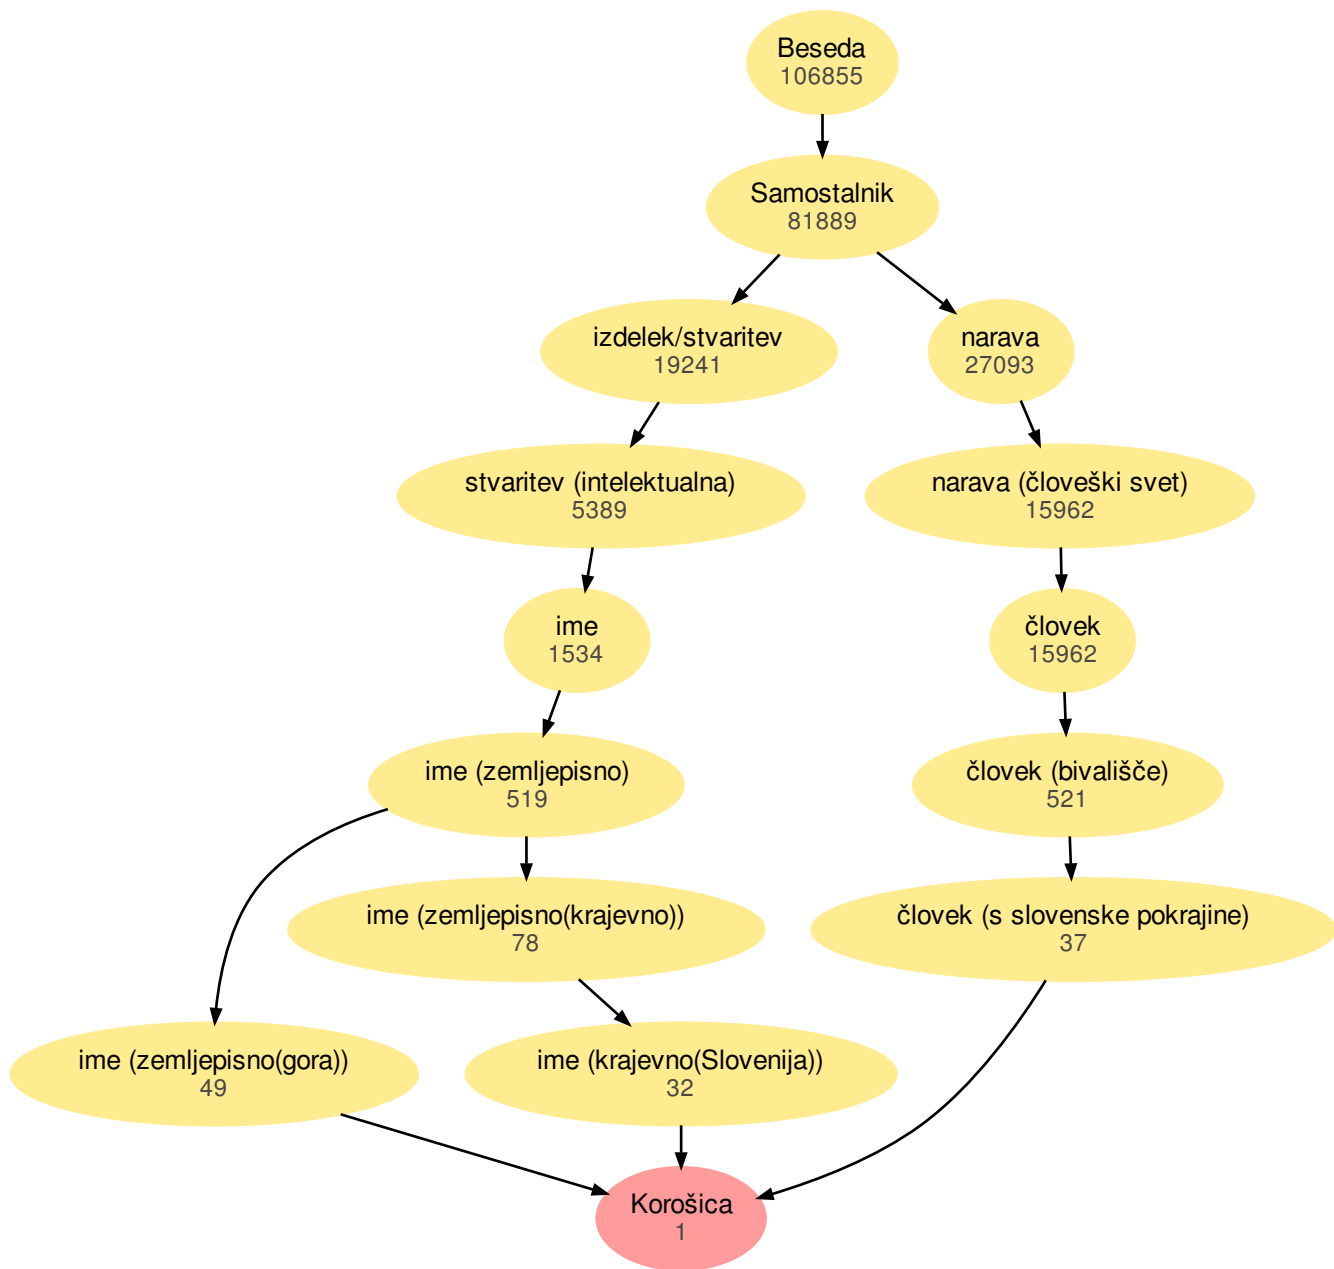 Beseda
106855
Samostalnik
81889
izdelek/stvaritev
19241
narava
27093
stvaritev (intelektualna)
5389
narava (človeški svet)
15962
ime
1534
človek
15962
ime (zemljepisno)
519
človek (bivališče)
521
ime (zemljepisno(krajevno))
78
človek (s slovenske pokrajine)
37
ime (zemljepisno(gora))
49
ime (krajevno(Slovenija))
32
Korošica
1